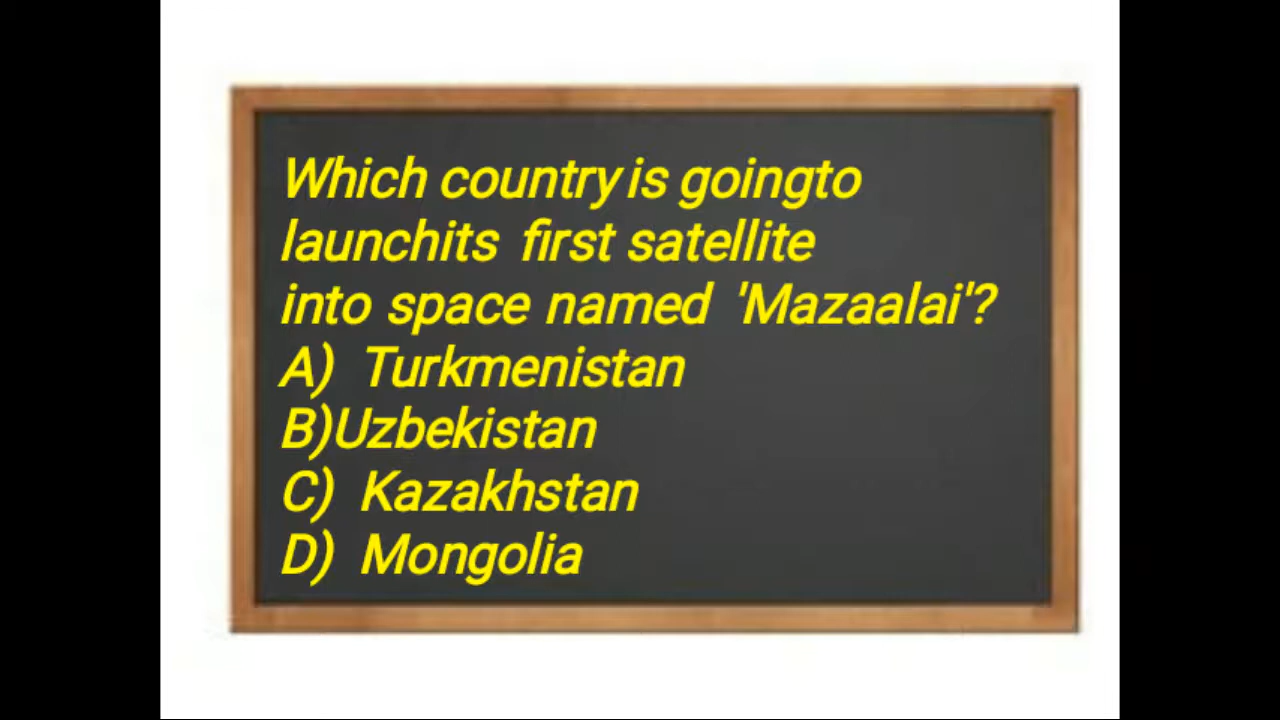 Which country is goingto
launchits first satellite
into space named 'Mazaalai'?
A) Turkmenistan
B)Uzbekistan
C) Kazakhstan
D) Mongolia